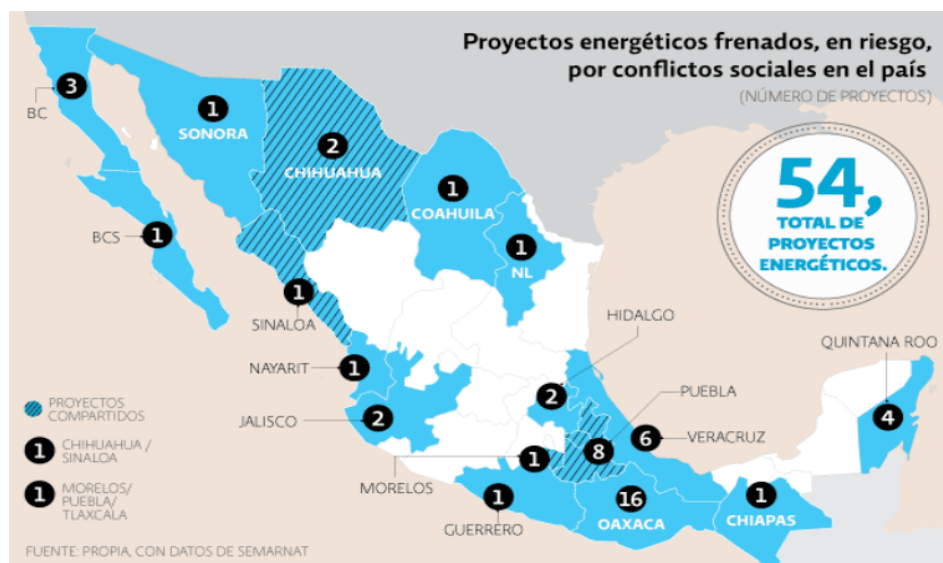 Proyectos energéticos frenados, en riesgo,
por conflictos sociales en el país
(NÚMERO DE PROYECTOS)
54,
TOTAL DE
PROYECTOS
ENERGÉTICOS.
3
BC
1
SONORA
2
CHIHUAHUA
1
COAHUILA
1
NL
BCS
1
1
SINALOA
HIDALGO
2
QUINTANA ROO
4
NAYARIT
1
PUEBLA
8
JALISCO
2
6
VERACRUZ
1
MORELOS
1
GUERRERO
16
OAXACA
1
CHIAPAS
PROYECTOS
COMPARTIDOS
1
CHIHUAHUA /
SINALOA
1
MORELOS/
PUEBLA/
TLAXCALA
FUENTE: PROPIA, CON DATOS DE SEMARNAT